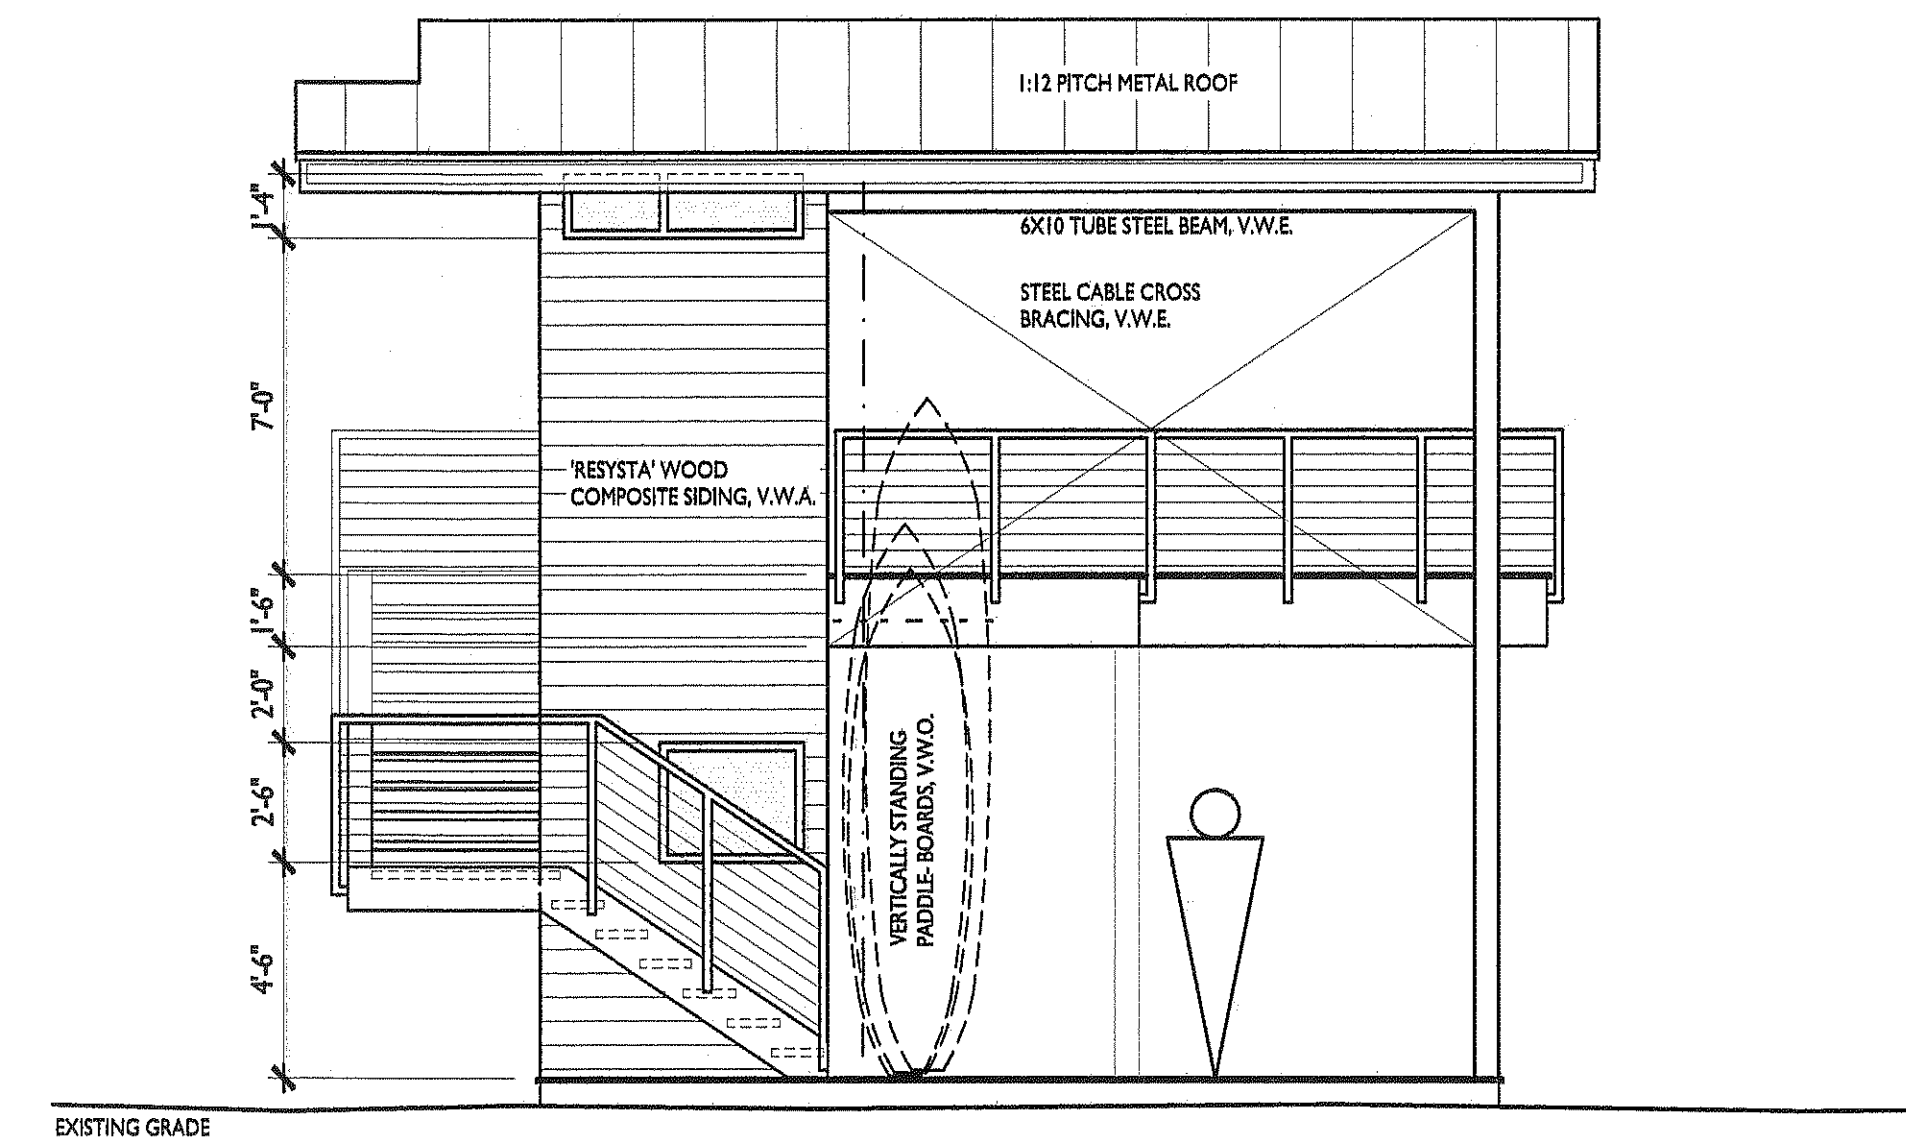 1:12 PITCH METAL ROOF
1'-4"
6X10 TUBE STEEL BEAM, V.W.E.
STEEL CABLE CROSS
BRACING, V.W.E.
7'-0"
'RESYSTA' WOOD
COMPOSITE SIDING, V.W.A.
1'-6"
2'-0"
2'-6"
VERTICALLY STANDING
PADDLE- BOARDS, V.W.O.
4'-6"
EXISTING GRADE